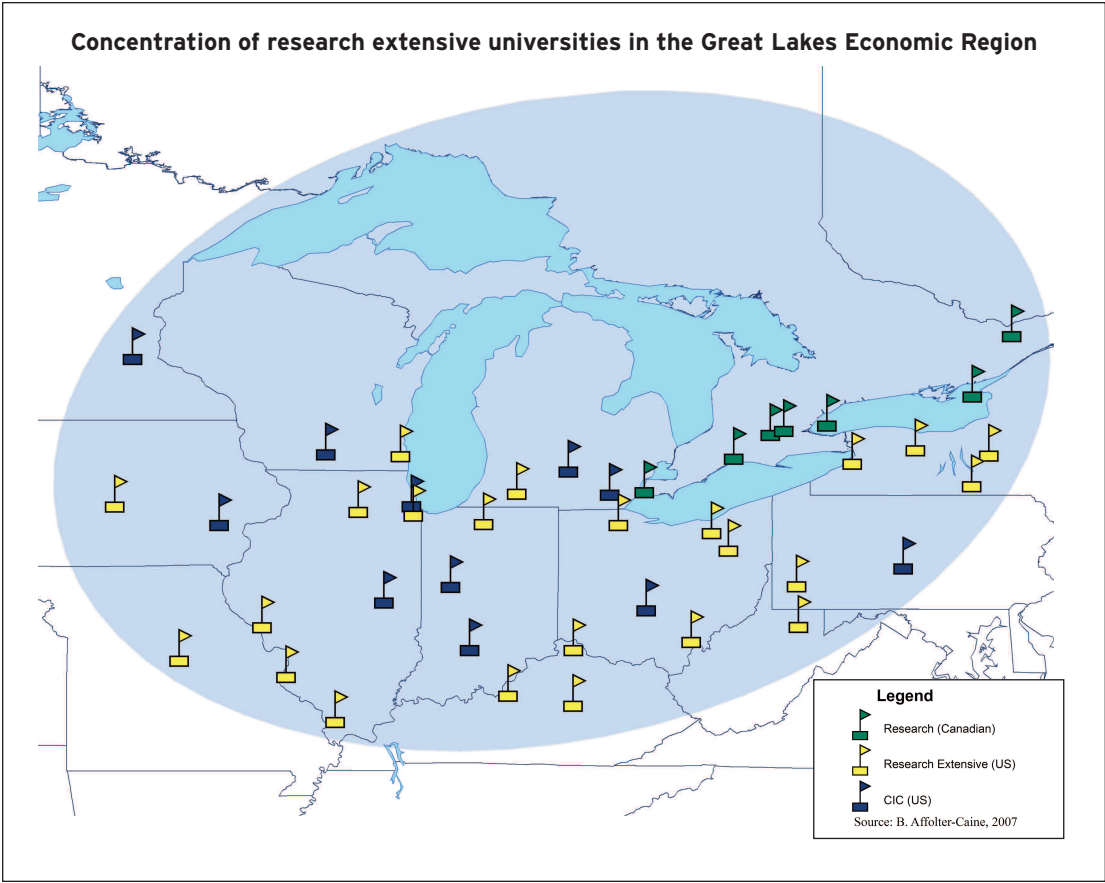 Concentration of research extensive universities in the Great Lakes Economic Region
Legend
Research (Canadian)
Research Extensive (US)
CIC (US)
Source: B. Affolter-Caine, 2007